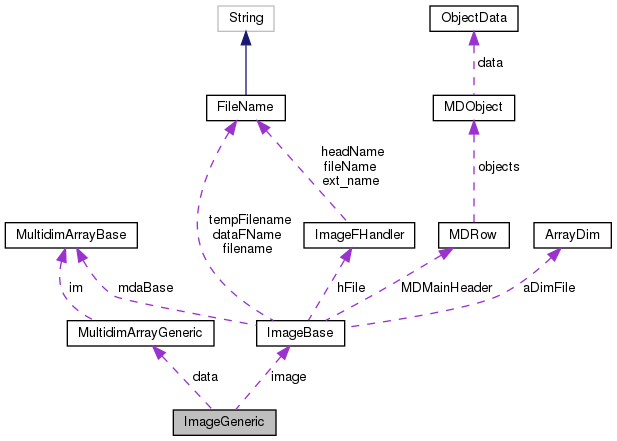 String
ObjectData
data
FileName
MDObject
headName
fileName
ext_name
objects
tempFilename
dataFName
filename
MultidimArrayBase
ImageFHandler
MDRow
ArrayDim
im
mdaBase
hFile
MDMainHeader
aDimFile
MultidimArrayGeneric
ImageBase
data
image
ImageGeneric